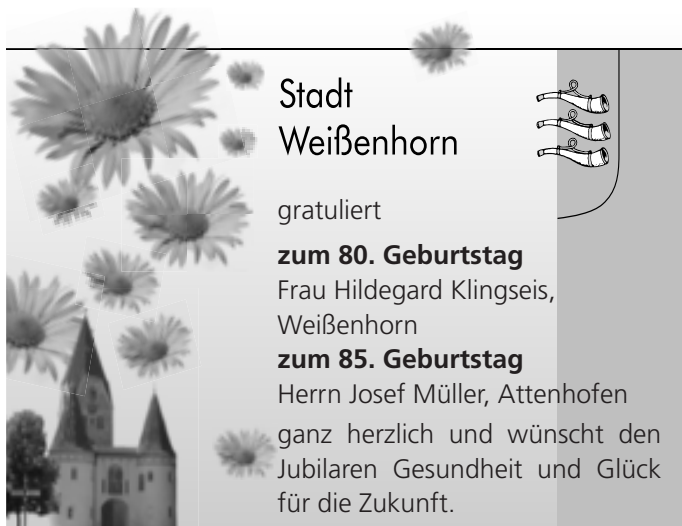 Stadt
Weißenhorn
gratuliert
zum 80. Geburtstag
Frau Hildegard Klingseis,
Weißenhorn
zum 85. Geburtstag
Herrn Josef Müller, Attenhofen
ganz herzlich und wünscht den
Jubilaren Gesundheit und Glück
für die Zukunft.